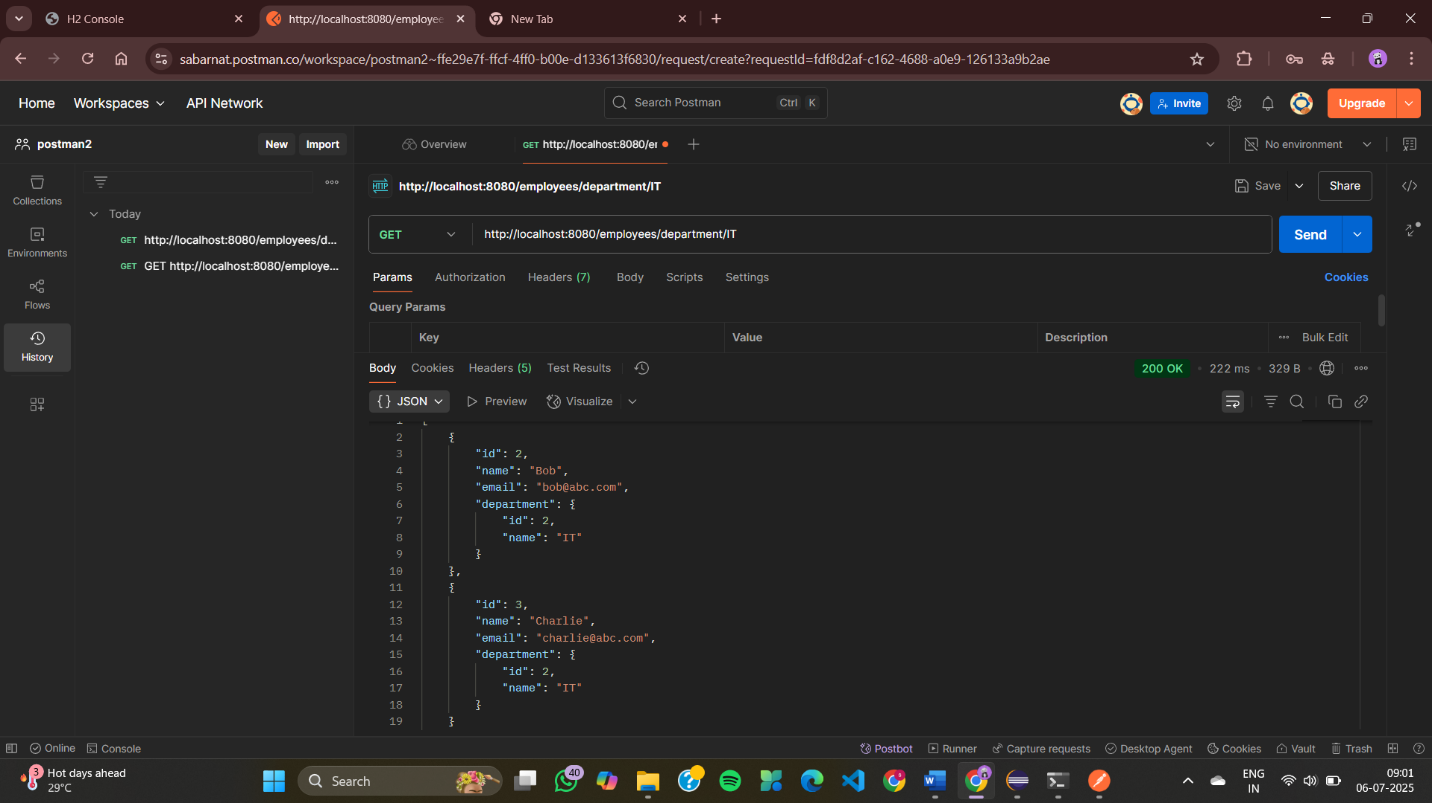 H2 Console
http://localhost:8080/employee
New Tab
sabarnat.postman.co/workspace/postman2~ffe29e7f-ffcf-4ff0-b00e-d133613f6830/request/create?requestId=fdf8d2af-c162-4688-a0e9-126133a9b2ae
Home Workspaces API Network
Search Postman Ctrl K
Invite
Upgrade
postman2 New Import
Overview
GET http://localhost:8080/er
No environment
Collections
Environments
Flows
History
Today
GET http://localhost:8080/employees/d...
GET GET http://localhost:8080/employe...
HTTP http://localhost:8080/employees/department/IT
Save Share
GET http://localhost:8080/employees/department/IT
Send
Params Authorization Headers (7) Body Scripts Settings Cookies
Query Params
Key Value Description Bulk Edit
Body Cookies Headers (5) Test Results 200 OK 222 ms 329 B
{} JSON Preview Visualize
1 [
2 {
3 "id": 2,
4 "name": "Bob",
5 "email": "bob@abc.com",
6 "department": {
7 "id": 2,
8 "name": "IT"
9 }
10 },
11 {
12 "id": 3,
13 "name": "Charlie",
14 "email": "charlie@abc.com",
15 "department": {
16 "id": 2,
17 "name": "IT"
18 }
19 }
Online Console Postbot Runner Capture requests Desktop Agent Cookies Vault Trash
3 Hot days ahead
29°C
Search
40
ENG
IN
09:01
06-07-2025